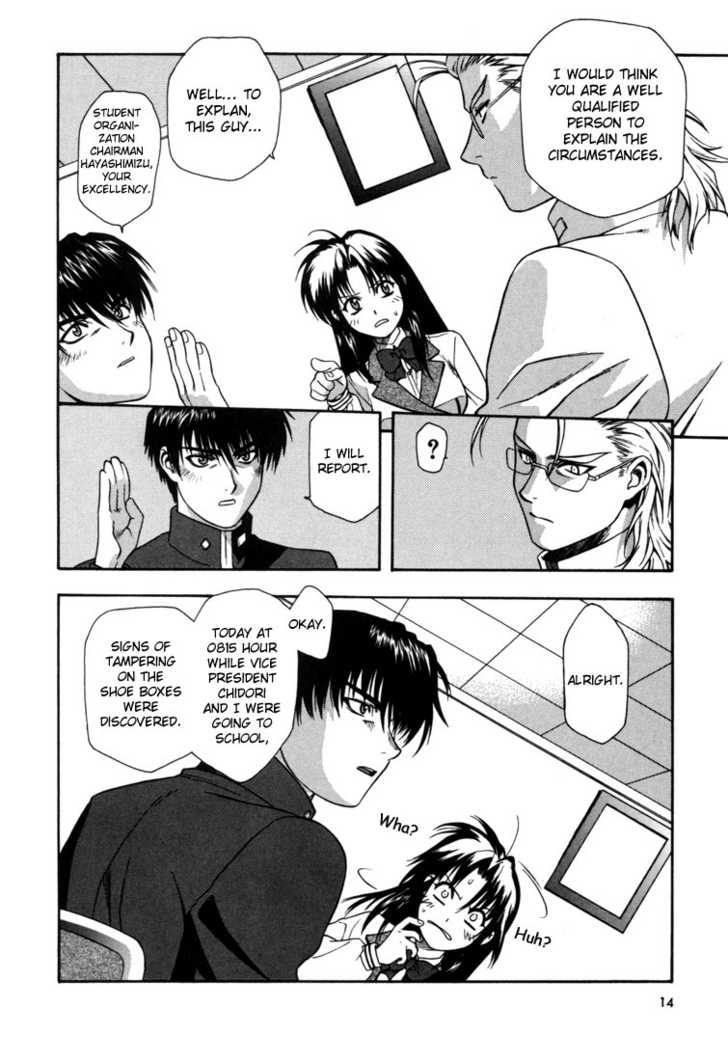 I WOULD THINK
YOU ARE A WELL
QUALIFIED
PERSON TO
EXPLAIN THE
CIRCUMSTANCES.
WELL... TO
EXPLAN,
THIS GUY...
STUDENT
ORGANI-
ZATION
CHAIRMAN
HAYASHIMIZU,
YOUR
EXCELLENCY.
?
I WILL
REPORT.
ALRIGHT.
OKAY.
TODAY AT
0815 HOUR
WHILE VICE
PRESIDENT
CHIDORI
AND I WERE
GOING TO
SCHOOL,
SIGNS OF
TAMPERING
ON THE
SHOE BOXES
WERE
DISCOVERED.
Wha?
Huh?
14